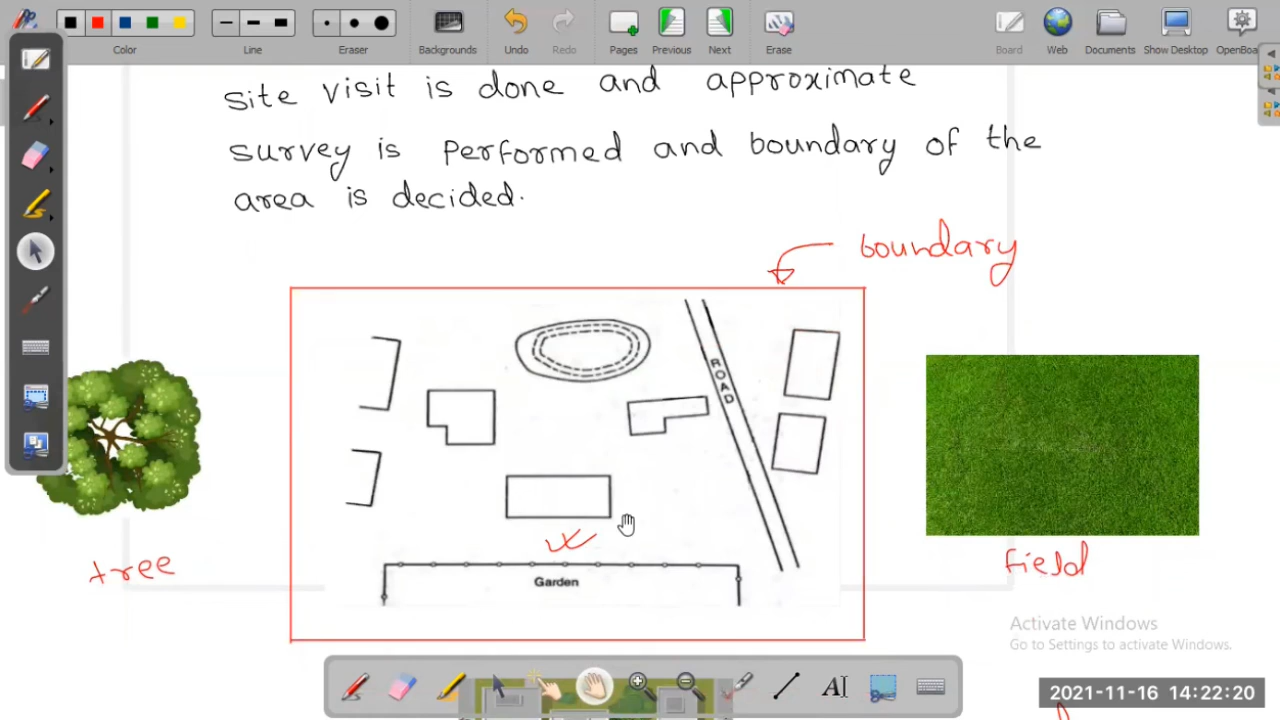 Color
Line
Eraser
Backgrounds
Undo
Redo
Pages
Previous
Next
Erase
Board
Web
Documents
Show Desktop
OpenBoa
site visit is done and approximate
survey is performed and boundary of the
area is decided.
boundary
ROAD
Garden
tree
field
Activate Windows
Go to Settings to activate Windows.
AI
2021-11-16 14:22:20